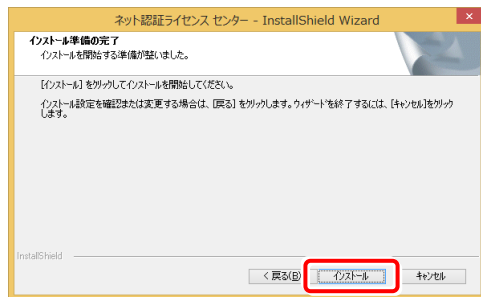 ネット認証ライセンス センター - InstallShield Wizard
×
インストール準備の完了
インストールを開始する準備が整いました。
[インストール] をクリックしてインストールを開始してください。
インストール設定を確認または変更する場合は、[戻る] をクリックします。ウィザードを終了するには、[キャンセル]をクリック
します。
InstallShield
< 戻る(B)
インストール
キャンセル